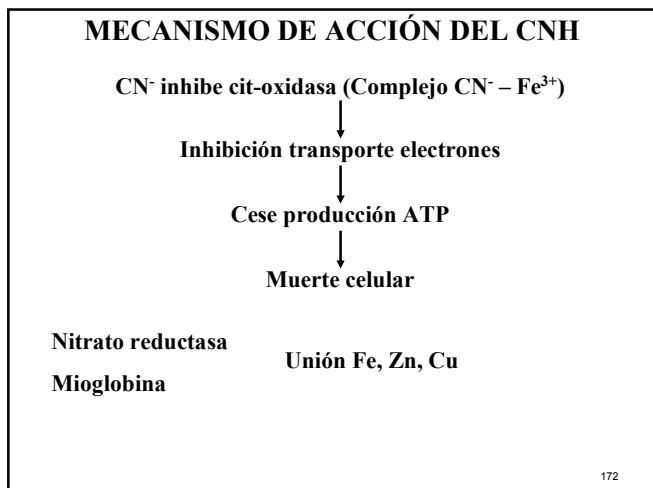 MECANISMO DE ACCIÓN DEL CNH
CN⁻ inhibe cit-oxidasa (Complejo CN⁻ – Fe³⁺)
Inhibición transporte electrones
Cese producción ATP
Muerte celular
Nitrato reductasa
Unión Fe, Zn, Cu
Mioglobina
172